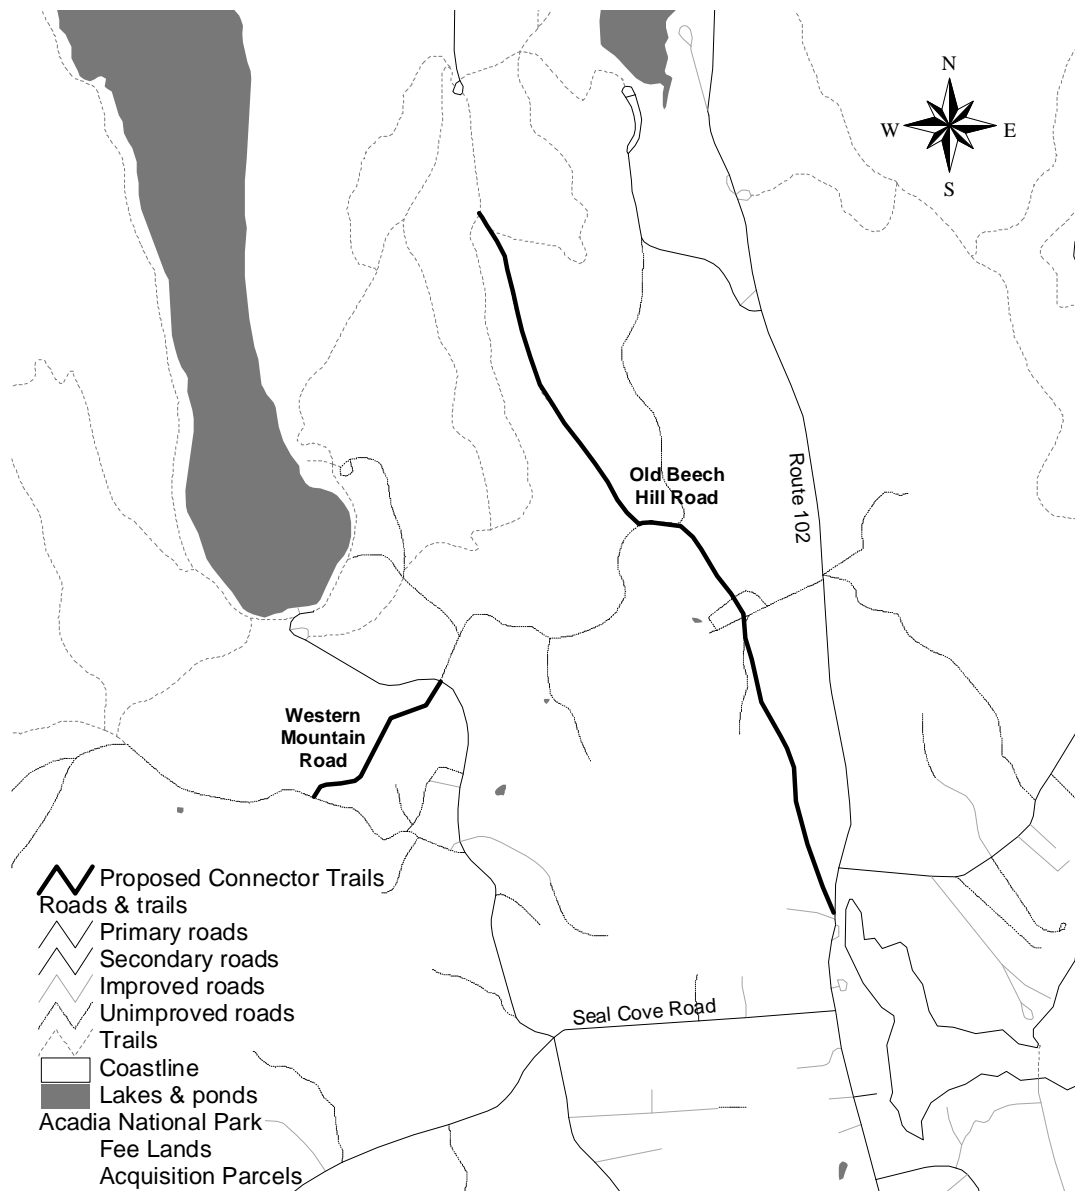 N
W E
S
Old Beech
Hill Road
Route 102
Western
Mountain
Road
Seal Cove Road
Proposed Connector Trails
Roads & trails
Primary roads
Secondary roads
Improved roads
Unimproved roads
Trails
Coastline
Lakes & ponds
Acadia National Park
Fee Lands
Acquisition Parcels